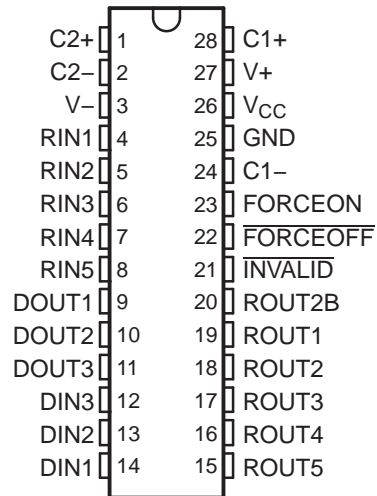 C2+ 1 28 C1+
C2− 2 27 V+
V− 3 26 VCC
RIN1 4 25 GND
RIN2 5 24 C1−
RIN3 6 23 FORCEON
RIN4 7 22 FORCEOFF
RIN5 8 21 INVALID
DOUT1 9 20 ROUT2B
DOUT2 10 19 ROUT1
DOUT3 11 18 ROUT2
DIN3 12 17 ROUT3
DIN2 13 16 ROUT4
DIN1 14 15 ROUT5